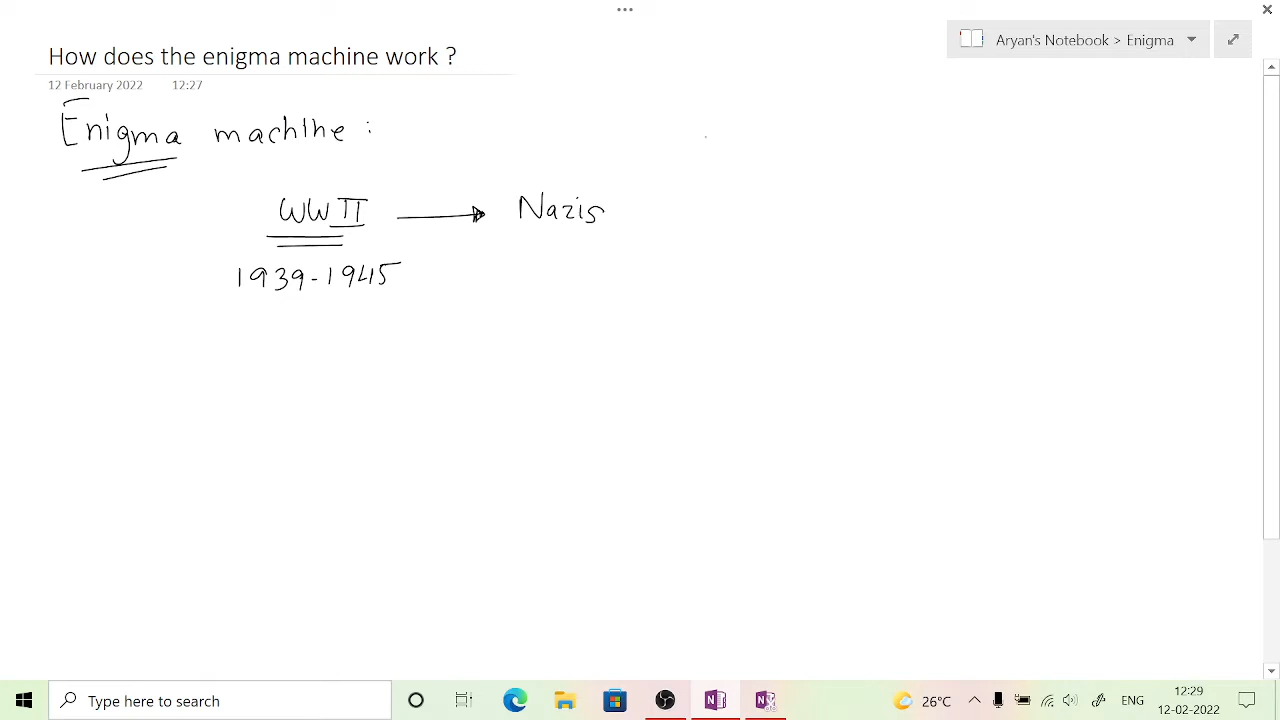 Aryan's Notebook > Enigma
How does the enigma machine work ?
12 February 2022 12:27
Enigma machine :
WW II → Nazis
1939-1945
Type here to search
26°C
ENG
12:29
12-02-2022